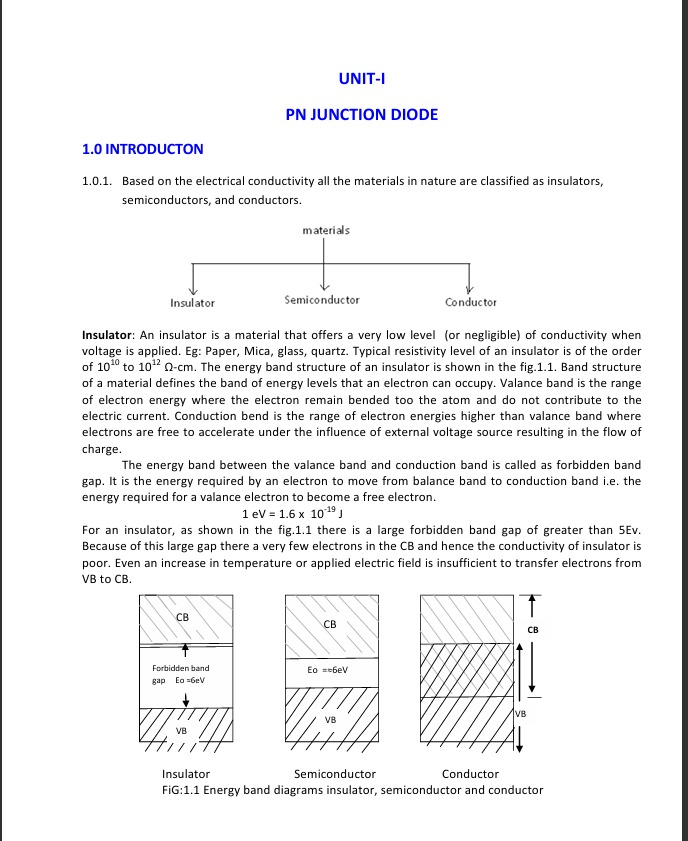 UNIT-I
PN JUNCTION DIODE
1.0 INTRODUCTON
1.0.1. Based on the electrical conductivity all the materials in nature are classified as insulators,
semiconductors, and conductors.
materials
Insulator Semiconductor Conductor
Insulator: An insulator is a material that offers a very low level (or negligible) of conductivity when
voltage is applied. Eg: Paper, Mica, glass, quartz. Typical resistivity level of an insulator is of the order
of 10¹⁰ to 10¹² Ω-cm. The energy band structure of an insulator is shown in the fig.1.1. Band structure
of a material defines the band of energy levels that an electron can occupy. Valance band is the range
of electron energy where the electron remain bended too the atom and do not contribute to the
electric current. Conduction bend is the range of electron energies higher than valance band where
electrons are free to accelerate under the influence of external voltage source resulting in the flow of
charge.
The energy band between the valance band and conduction band is called as forbidden band
gap. It is the energy required by an electron to move from balance band to conduction band i.e. the
energy required for a valance electron to become a free electron.
1 eV = 1.6 x 10⁻¹⁹ J
For an insulator, as shown in the fig.1.1 there is a large forbidden band gap of greater than 5Ev.
Because of this large gap there a very few electrons in the CB and hence the conductivity of insulator is
poor. Even an increase in temperature or applied electric field is insufficient to transfer electrons from
VB to CB.
CB
Forbidden band
gap Eo =6eV
VB
CB
Eo ==6eV
VB
CB
VB
Insulator Semiconductor Conductor
FiG:1.1 Energy band diagrams insulator, semiconductor and conductor